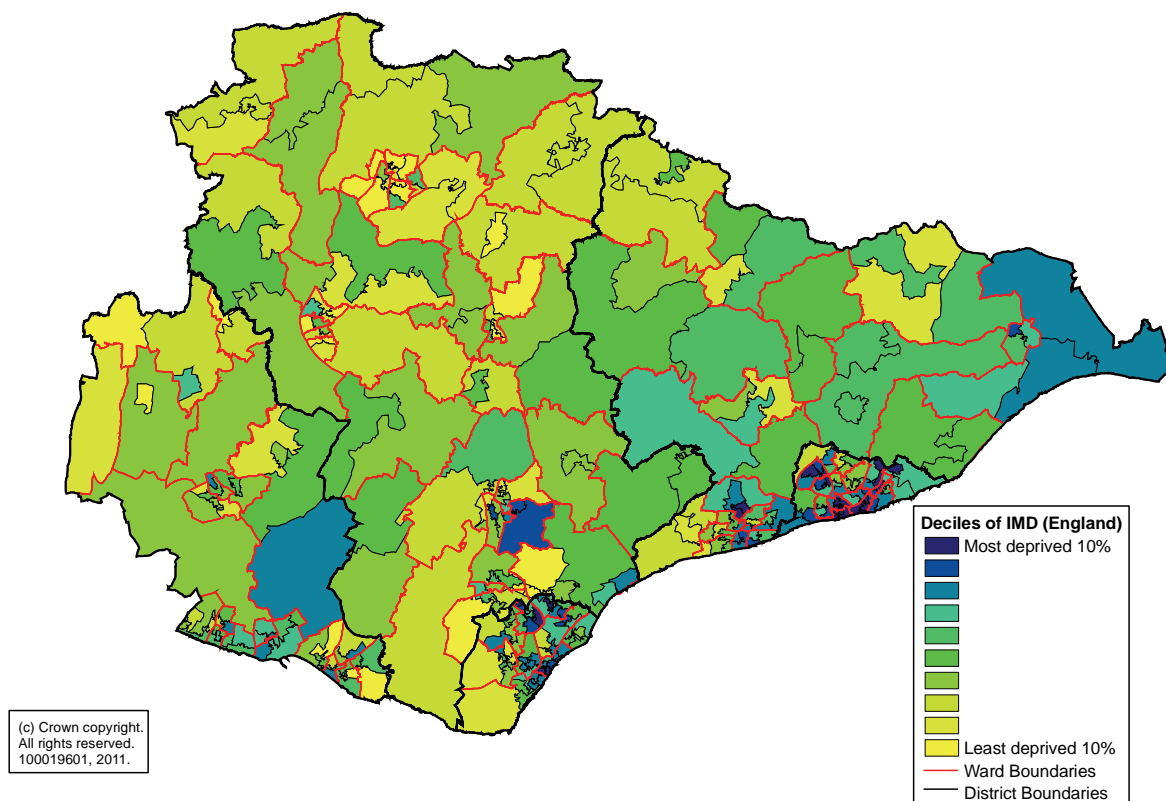 Deciles of IMD (England)
Most deprived 10%
Least deprived 10%
Ward Boundaries
District Boundaries
(c) Crown copyright.
All rights reserved.
100019601, 2011.